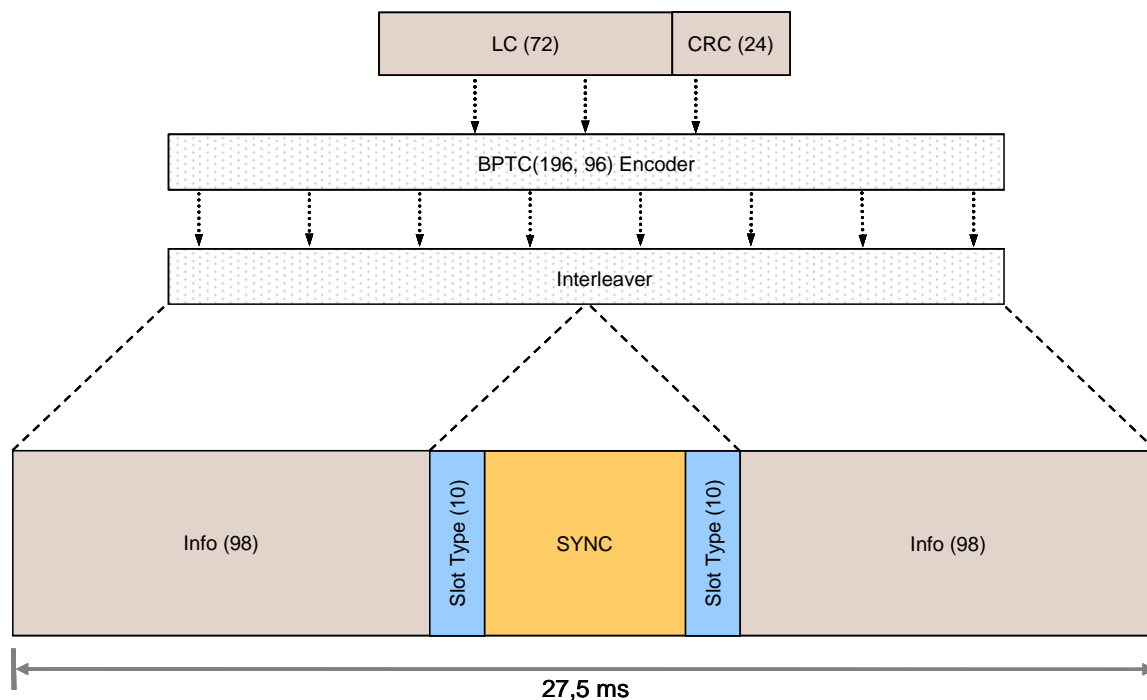 LC (72)
CRC (24)
BPTC(196, 96) Encoder
Interleaver
Info (98)
Slot Type (10)
SYNC
Slot Type (10)
Info (98)
27,5 ms